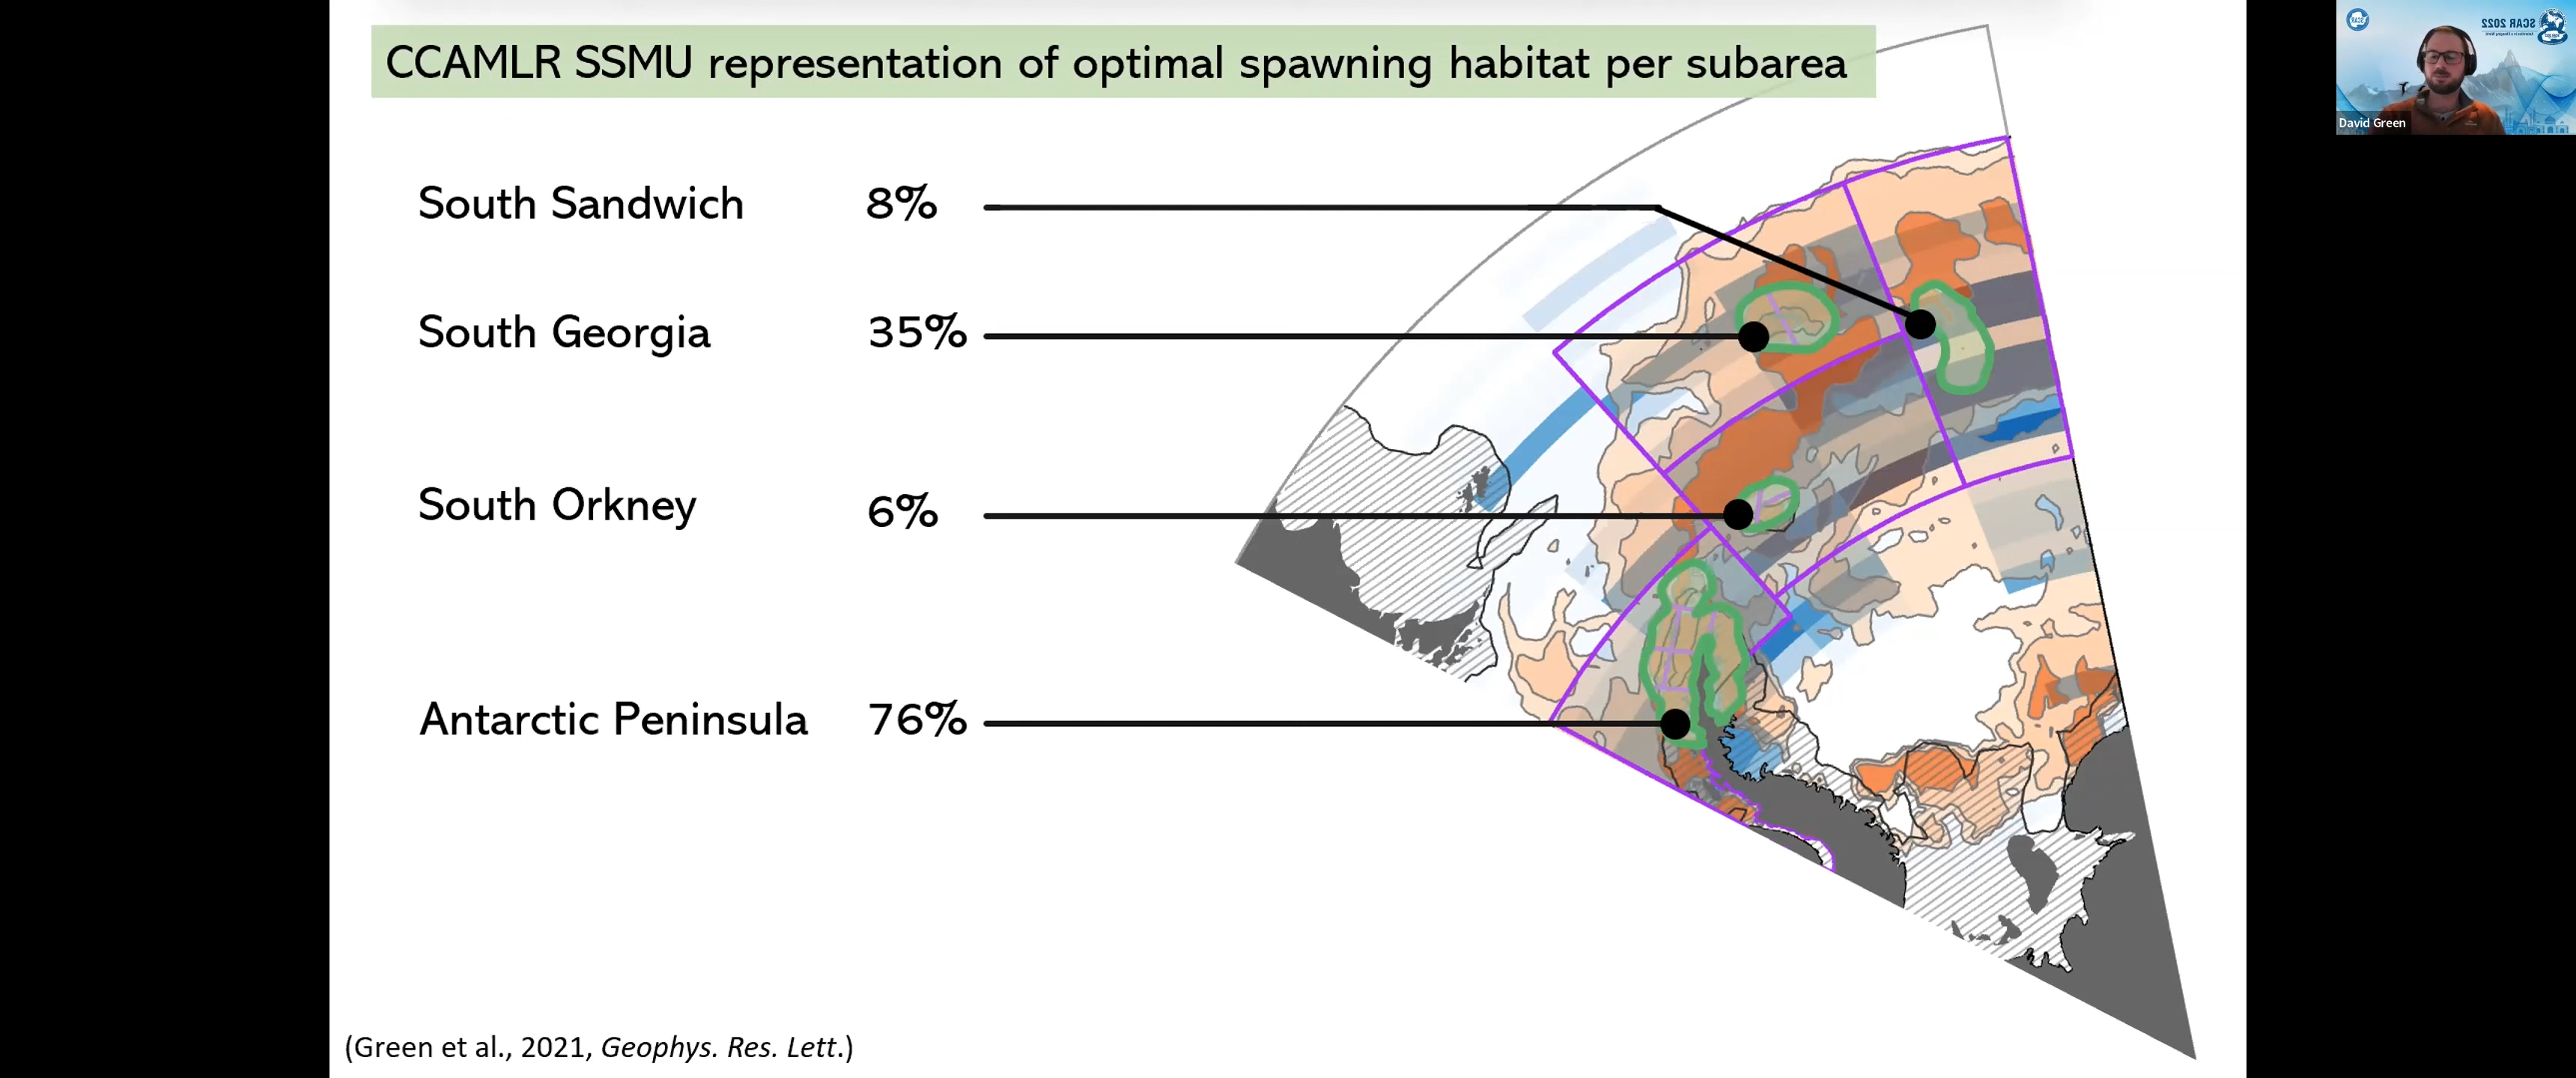 CCAMLR SSMU representation of optimal spawning habitat per subarea
South Sandwich 8%
South Georgia 35%
South Orkney 6%
Antarctic Peninsula 76%
(Green et al., 2021, Geophys. Res. Lett.)
SCAR 2022
David Green